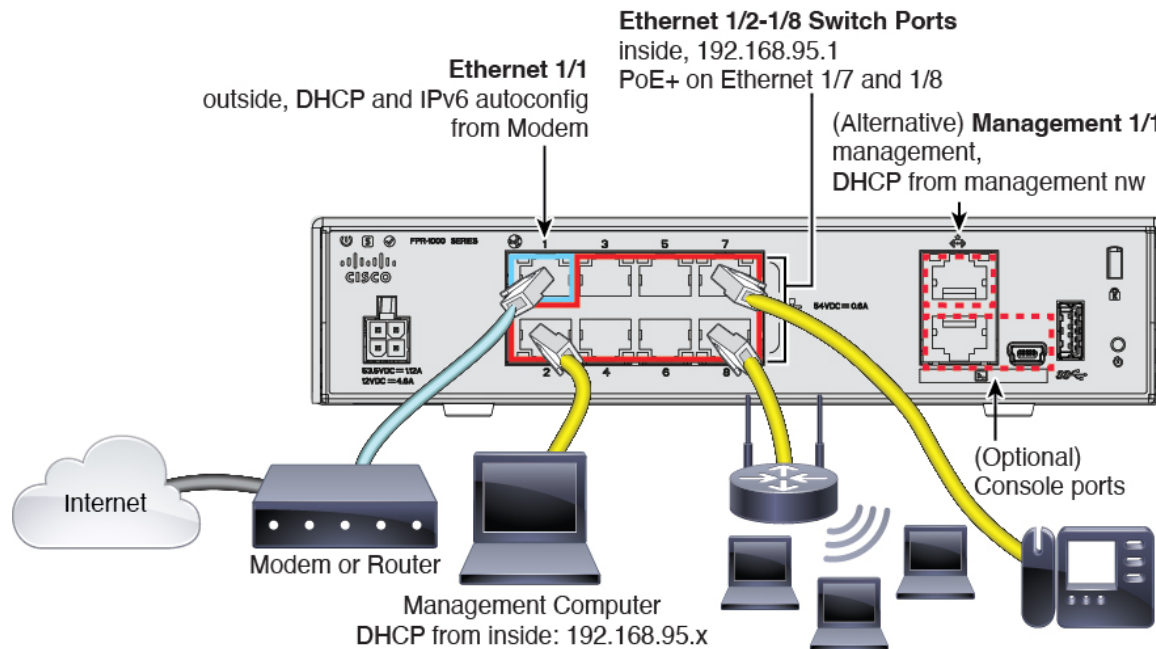 Ethernet 1/2-1/8 Switch Ports
inside, 192.168.95.1
PoE+ on Ethernet 1/7 and 1/8
Ethernet 1/1
outside, DHCP and IPv6 autoconfig
from Modem
(Alternative) Management 1/1
management,
DHCP from management nw
FPR-1000 SERIES
1 3 5 7
CISCO
54VDC⎓0.6A
53.5VDC⎓1.12A
12VDC⎓4.8A
2 4 6 8
(Optional)
Console ports
Internet
Modem or Router
Management Computer
DHCP from inside: 192.168.95.x